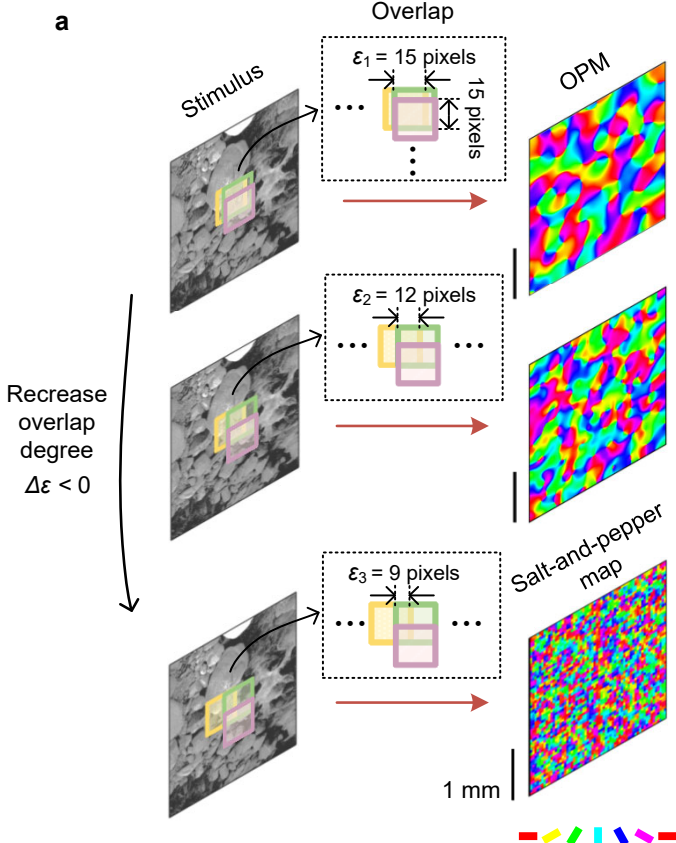 a
Overlap
Stimulus
ε1 = 15 pixels
15 pixels
OPM
ε2 = 12 pixels
Recrease
overlap
degree
Δε < 0
ε3 = 9 pixels
Salt-and-pepper
map
1 mm